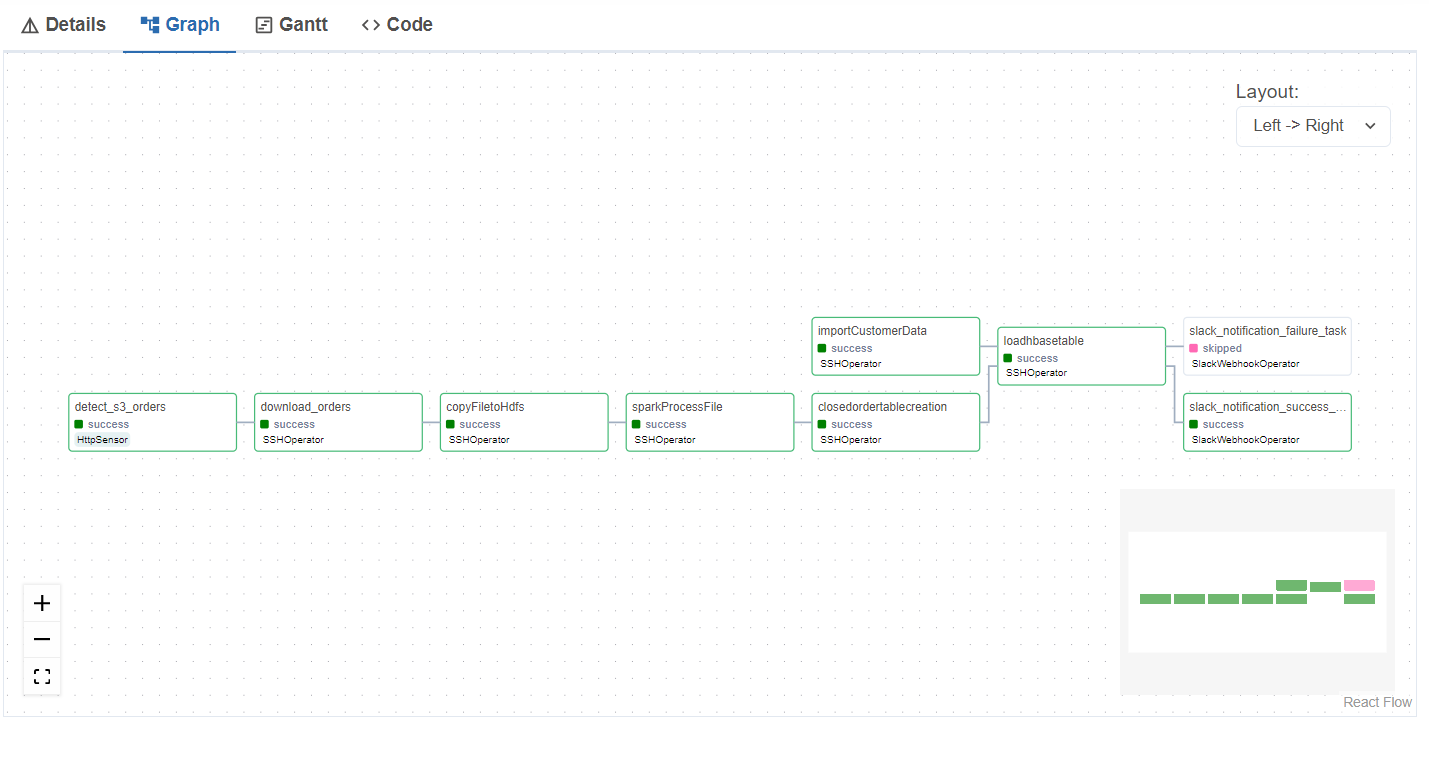 Details
Graph
Gantt
Code
Layout:
Left -> Right
importCustomerData
success
SSHOperator
loadhbasetable
success
SSHOperator
slack_notification_failure_task
skipped
SlackWebhookOperator
detect_s3_orders
success
HttpSensor
download_orders
success
SSHOperator
copyFiletoHdfs
success
SSHOperator
sparkProcessFile
success
SSHOperator
closedordertablecreation
success
SSHOperator
slack_notification_success_...
success
SlackWebhookOperator
React Flow